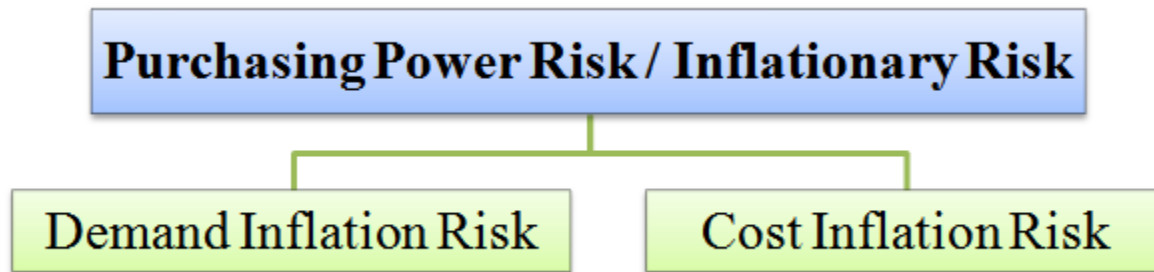 Purchasing Power Risk / Inflationary Risk
Demand Inflation Risk
Cost Inflation Risk